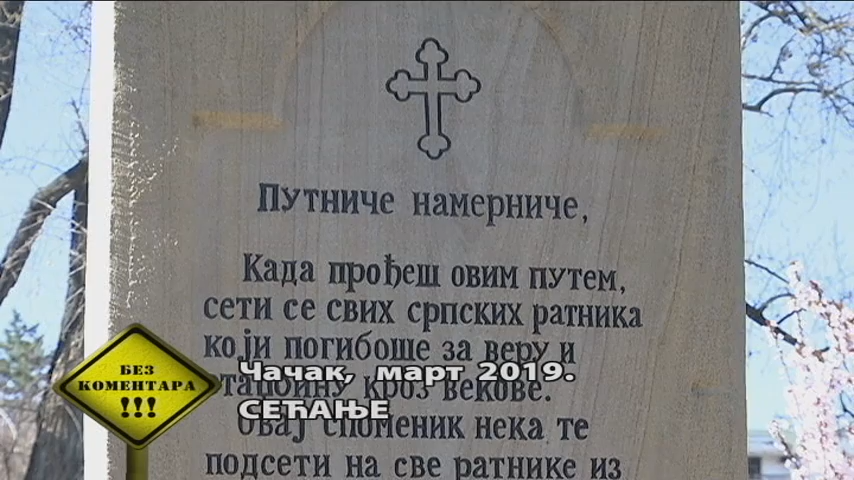 Путниче намерниче,
Када прођеш овим путем,
сети се свих српских ратника
који погибоше за веру и
кроз векове.
Овај споменик нека те
подсети на све ратнике из
БЕЗ
КОМЕНТАРА
!!!
Чачак, март 2019.
СЕЋАЊЕ